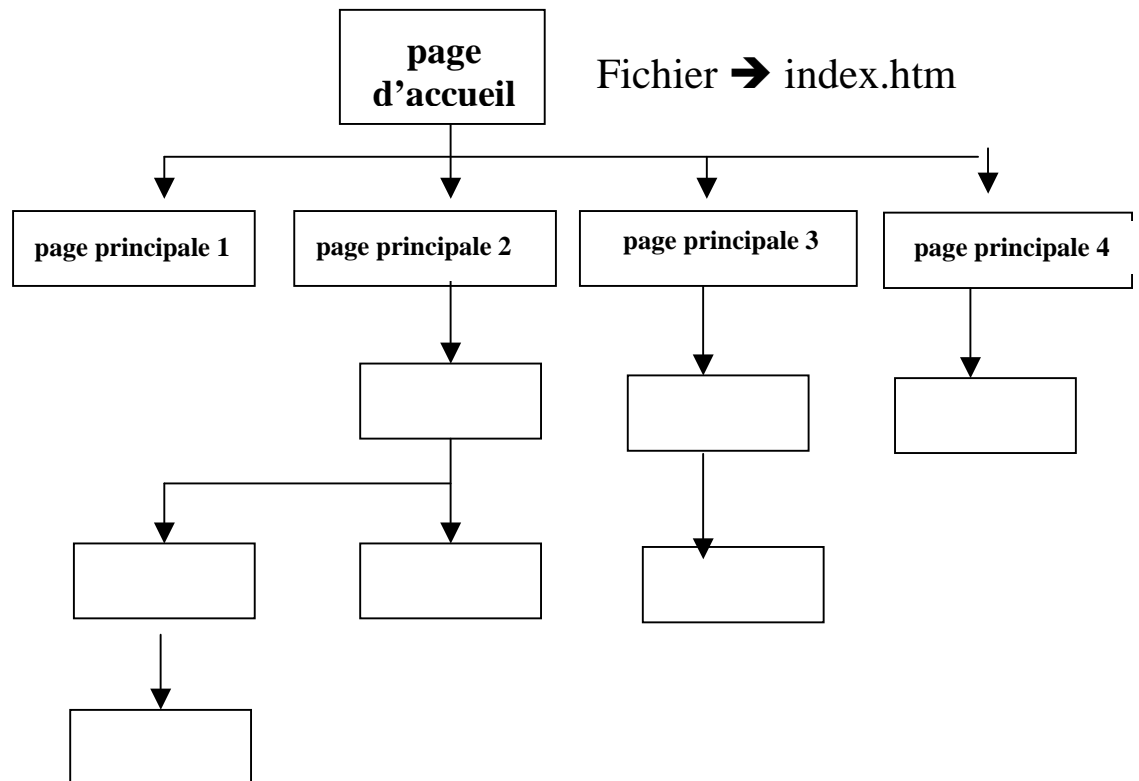 page
d’accueil
Fichier ➔ index.htm
page principale 1
page principale 2
page principale 3
page principale 4